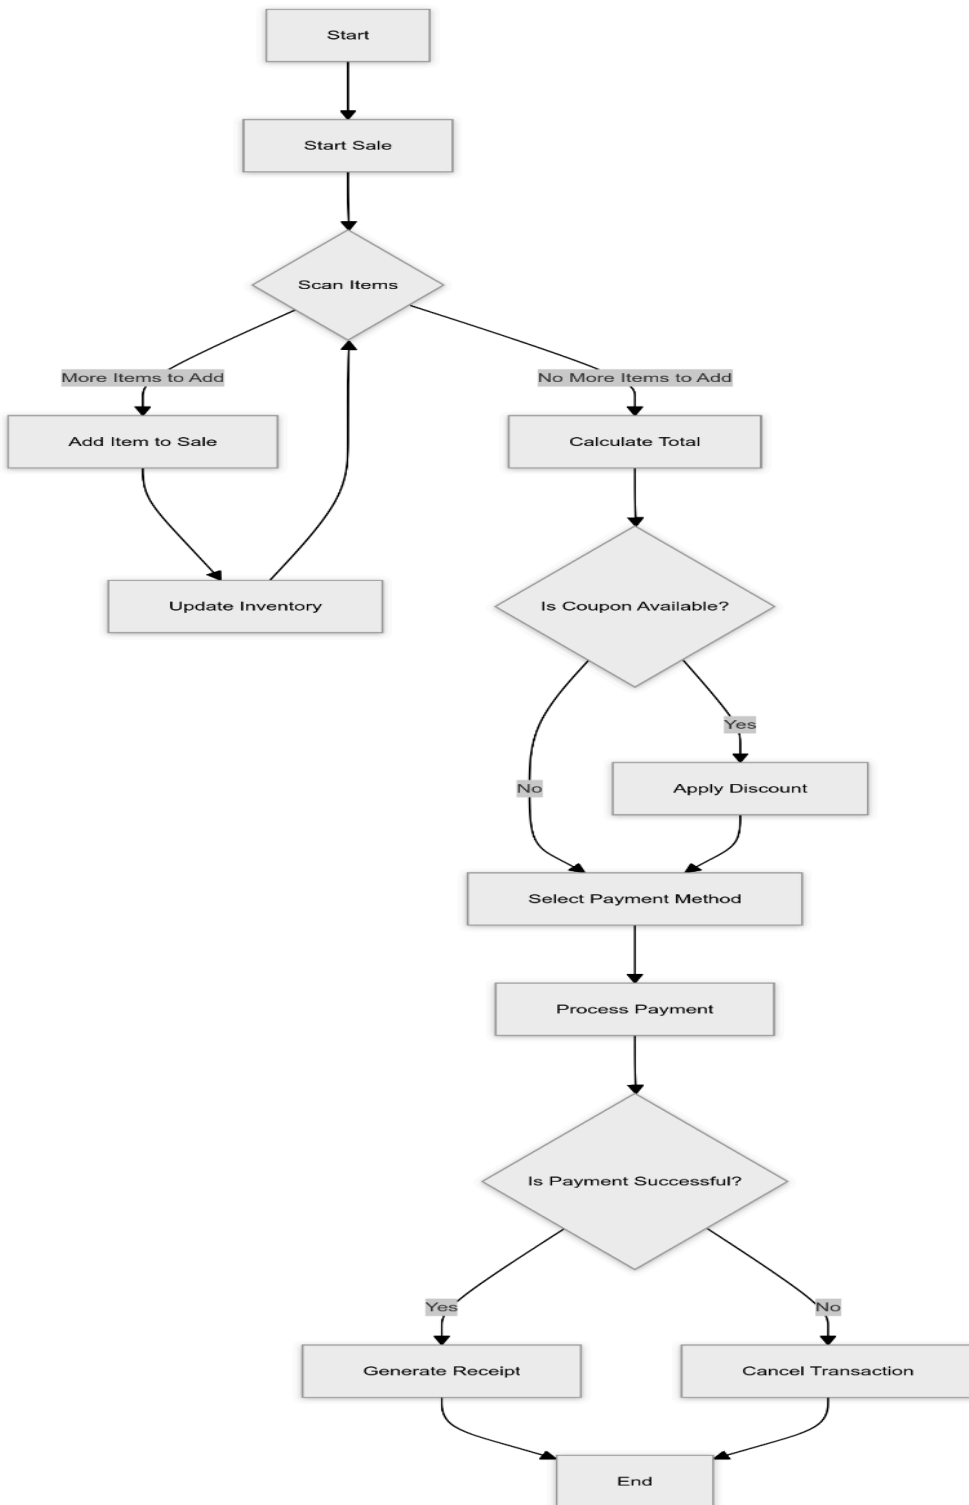 Start
Start Sale
Scan Items
More Items to Add
No More Items to Add
Add Item to Sale
Calculate Total
Update Inventory
Is Coupon Available?
Yes
No
Apply Discount
Select Payment Method
Process Payment
Is Payment Successful?
Yes
No
Generate Receipt
Cancel Transaction
End